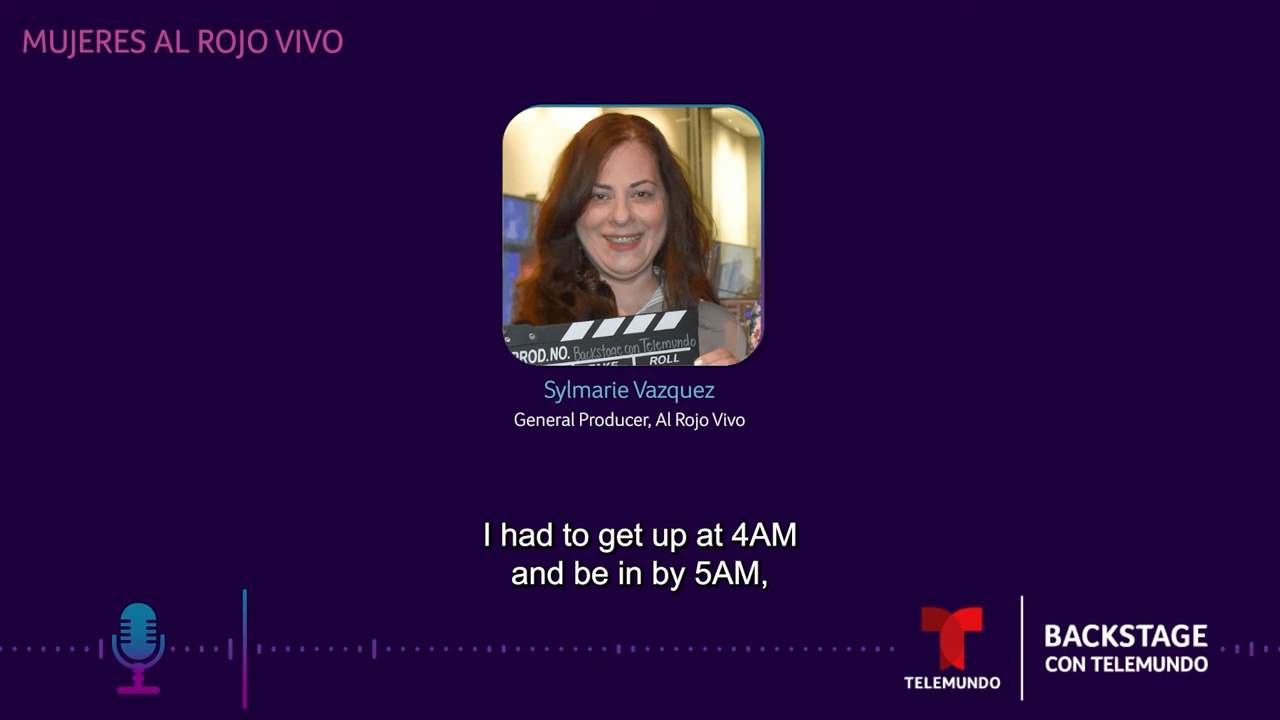 MUJERES AL ROJO VIVO
PROD.NO. Backstage con Telemundo
TAKE ROLL
Sylmarie Vazquez
General Producer, Al Rojo Vivo
I had to get up at 4AM
and be in by 5AM,
TELEMUNDO
BACKSTAGE
CON TELEMUNDO